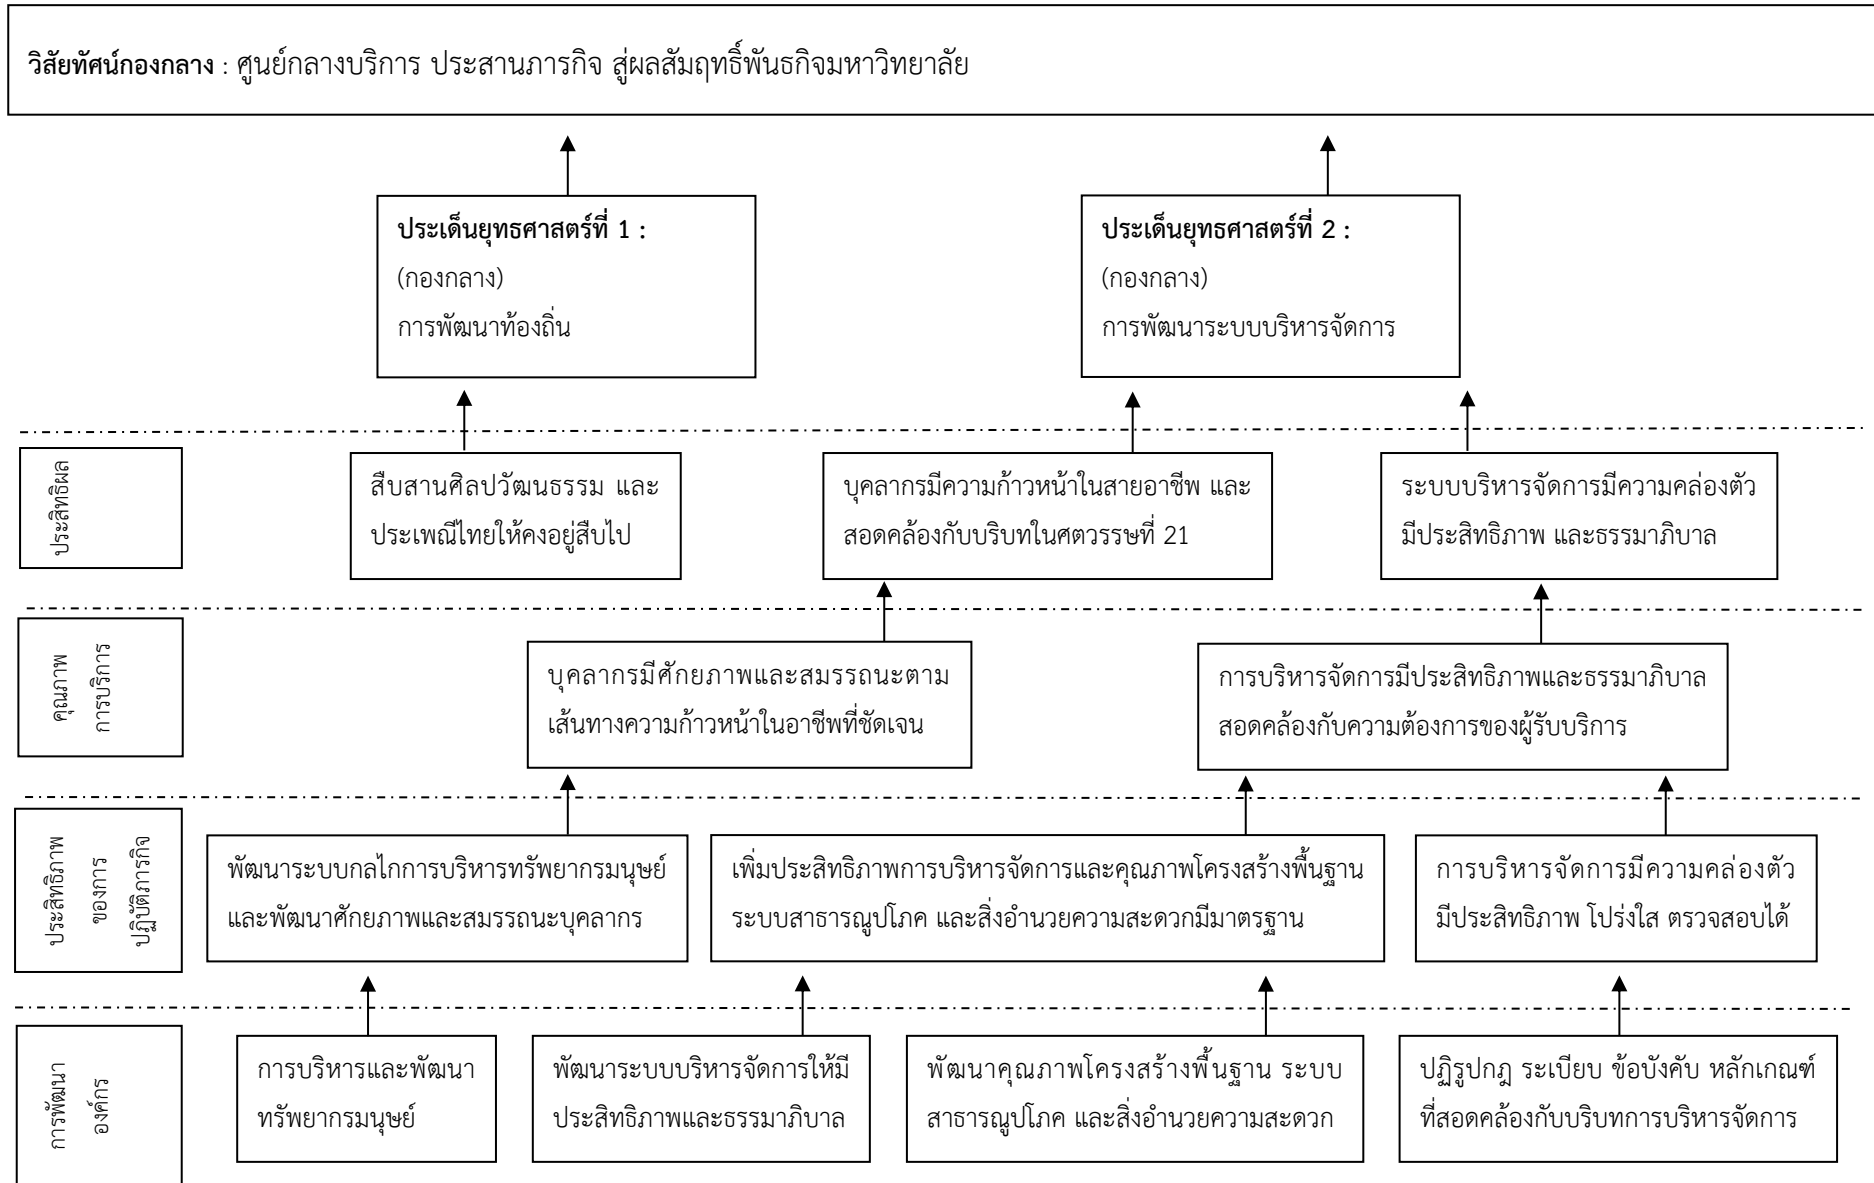 วิสัยทัศน์กองกลาง : ศูนย์กลางบริการ ประสานภารกิจ สู่ผลสัมฤทธิ์พันธกิจมหาวิทยาลัย
ประเด็นยุทธศาสตร์ที่ 1 :
(กองกลาง)
การพัฒนาท้องถิ่น
ประเด็นยุทธศาสตร์ที่ 2 :
(กองกลาง)
การพัฒนาระบบบริหารจัดการ
ประสิทธิผล
สืบสานศิลปวัฒนธรรม และ
ประเพณีไทยให้คงอยู่สืบไป
บุคลากรมีความก้าวหน้าในสายอาชีพ และ
สอดคล้องกับบริบทในศตวรรษที่ 21
ระบบบริหารจัดการมีความคล่องตัว
มีประสิทธิภาพ และธรรมาภิบาล
คุณภาพ
การบริการ
บุคลากรมีศักยภาพและสมรรถนะตาม
เส้นทางความก้าวหน้าในอาชีพที่ชัดเจน
การบริหารจัดการมีประสิทธิภาพและธรรมาภิบาล
สอดคล้องกับความต้องการของผู้รับบริการ
ประสิทธิภาพ
ของการ
ปฏิบัติภารกิจ
พัฒนาระบบกลไกการบริหารทรัพยากรมนุษย์
และพัฒนาศักยภาพและสมรรถนะบุคลากร
เพิ่มประสิทธิภาพการบริหารจัดการและคุณภาพโครงสร้างพื้นฐาน
ระบบสาธารณูปโภค และสิ่งอำนวยความสะดวกมีมาตรฐาน
การบริหารจัดการมีความคล่องตัว
มีประสิทธิภาพ โปร่งใส ตรวจสอบได้
การพัฒนา
องค์กร
การบริหารและพัฒนา
ทรัพยากรมนุษย์
พัฒนาระบบบริหารจัดการให้มี
ประสิทธิภาพและธรรมาภิบาล
พัฒนาคุณภาพโครงสร้างพื้นฐาน ระบบ
สาธารณูปโภค และสิ่งอำนวยความสะดวก
ปฏิรูปกฎ ระเบียบ ข้อบังคับ หลักเกณฑ์
ที่สอดคล้องกับบริบทการบริหารจัดการ